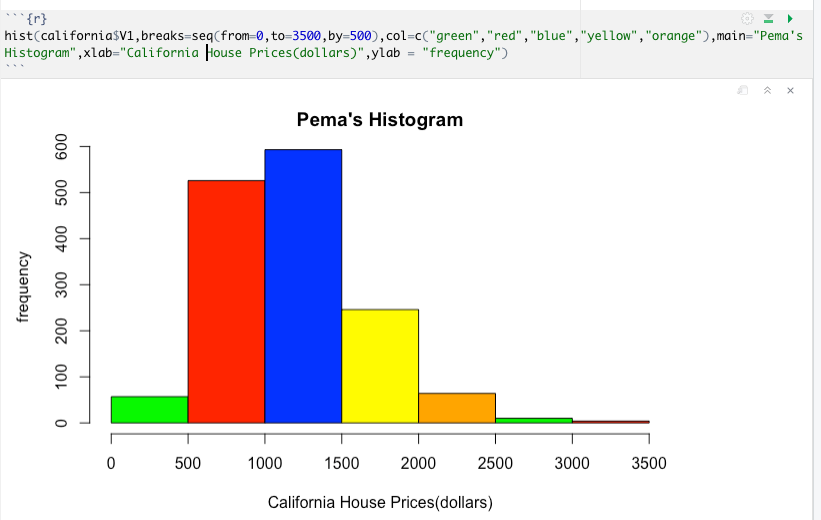 ```{r}
hist(california$V1,breaks=seq(from=0,to=3500,by=500),col=c("green","red","blue","yellow","orange"),main="Pema's
Histogram",xlab="California House Prices(dollars)",ylab = "frequency")
```
Pema's Histogram
600
500
400
300
200
100
0
frequency
0 500 1000 1500 2000 2500 3000 3500
California House Prices(dollars)